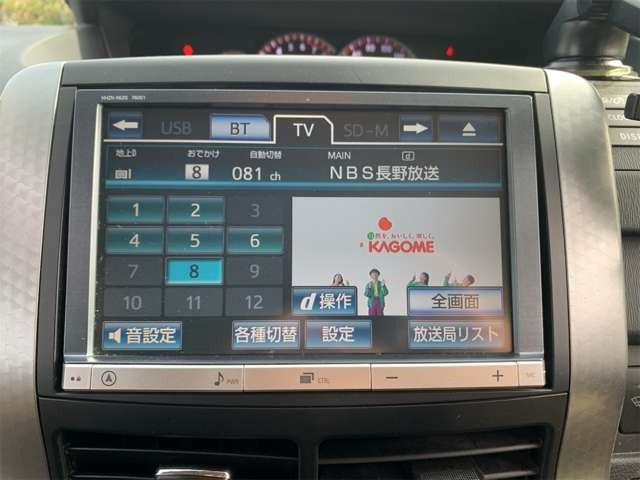 NHZN-X62G 76051
USB BT TV SD-M
地上D おでかけ 自動切替 MAIN d
8 081 ch NBS長野放送
1 2 3
4 5 6
7 8 9
10 11 12
KAGOME
d操作 全画面
音設定 各種切替 設定 放送局リスト
PWR CTRL − +